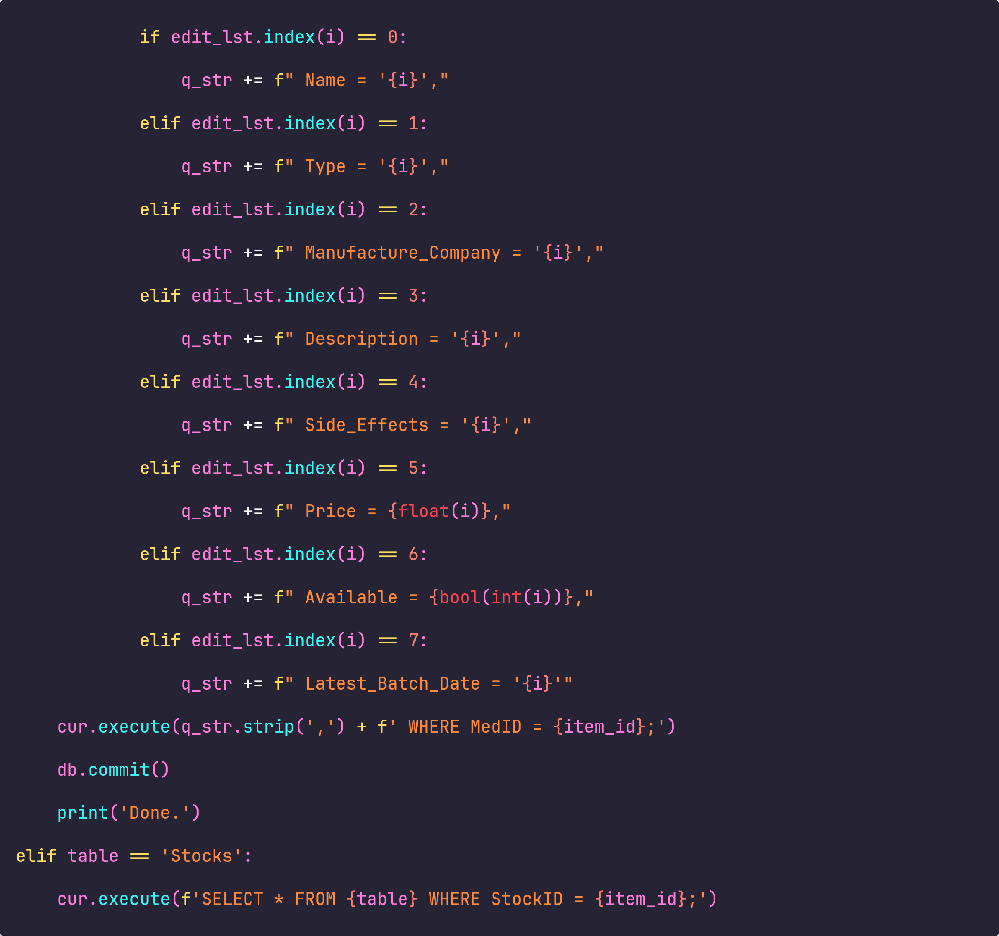 if edit_lst.index(i) == 0:
q_str += f" Name = '{i}',"
elif edit_lst.index(i) == 1:
q_str += f" Type = '{i}',"
elif edit_lst.index(i) == 2:
q_str += f" Manufacture_Company = '{i}',"
elif edit_lst.index(i) == 3:
q_str += f" Description = '{i}',"
elif edit_lst.index(i) == 4:
q_str += f" Side_Effects = '{i}',"
elif edit_lst.index(i) == 5:
q_str += f" Price = {float(i)},"
elif edit_lst.index(i) == 6:
q_str += f" Available = {bool(int(i))},"
elif edit_lst.index(i) == 7:
q_str += f" Latest_Batch_Date = '{i}'"
cur.execute(q_str.strip(',') + f' WHERE MedID = {item_id};')
db.commit()
print('Done.')
elif table == 'Stocks':
cur.execute(f'SELECT * FROM {table} WHERE StockID = {item_id};')